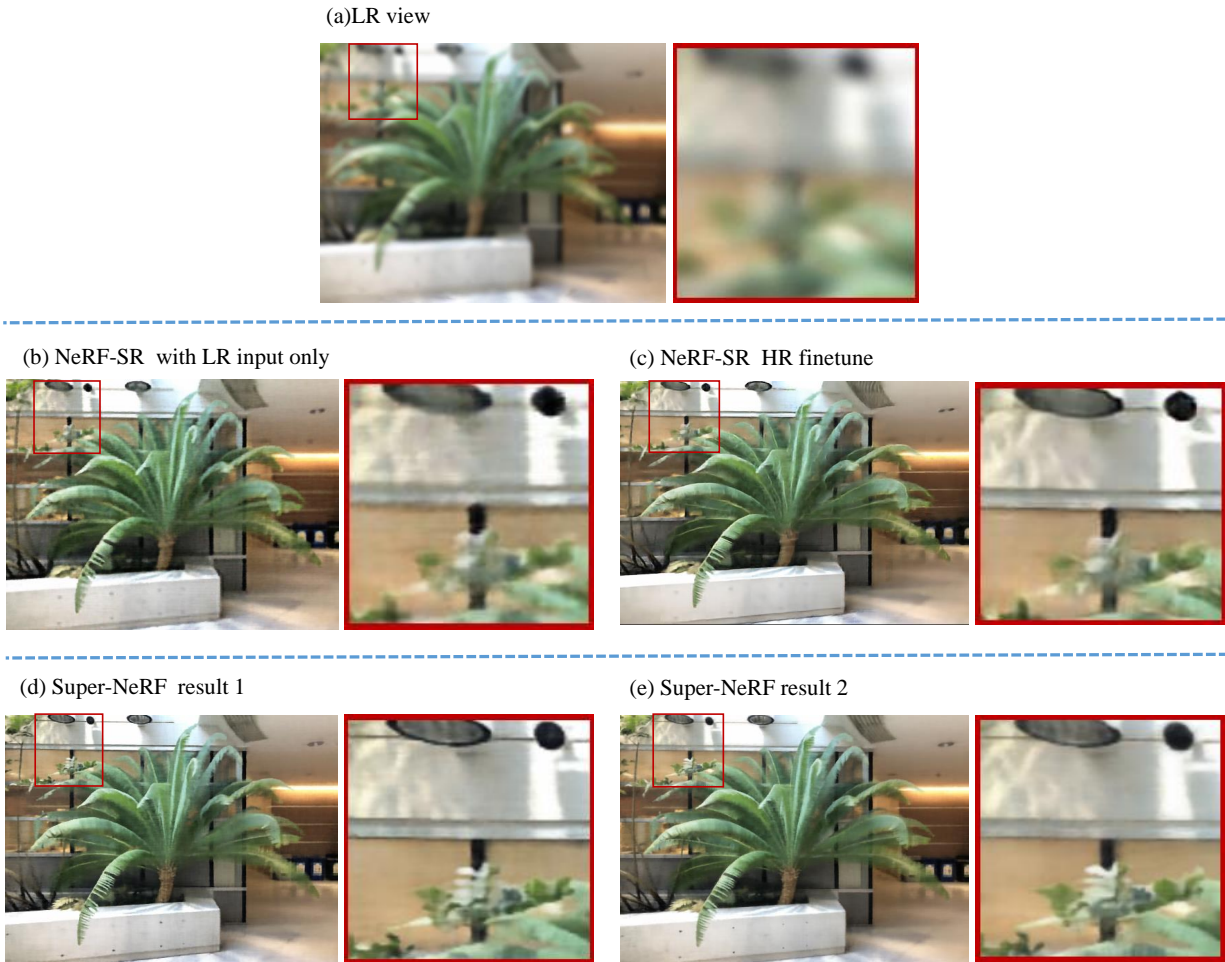 (a)LR view
(b) NeRF-SR with LR input only
(c) NeRF-SR HR finetune
(d) Super-NeRF result 1
(e) Super-NeRF result 2